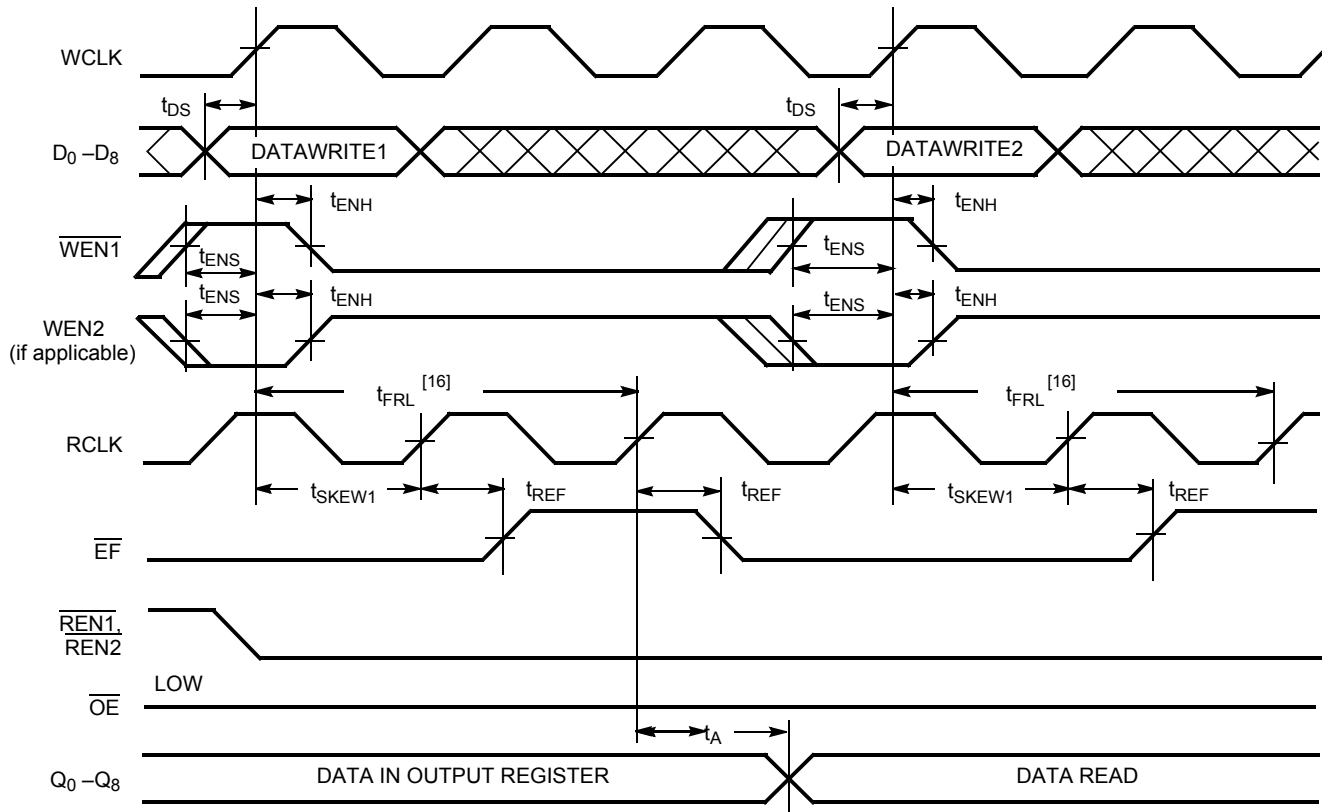 WCLK
tDS
tDS
D0 –D8
DATAWRITE1
DATAWRITE2
tENH
tENH
WEN1
tENS
tENS
tENS
tENH
tENS
tENH
WEN2
(if applicable)
tFRL [16]
tFRL [16]
RCLK
tSKEW1
tREF
tREF
tSKEW1
tREF
EF
REN1,
REN2
LOW
OE
tA
Q0 –Q8
DATA IN OUTPUT REGISTER
DATA READ